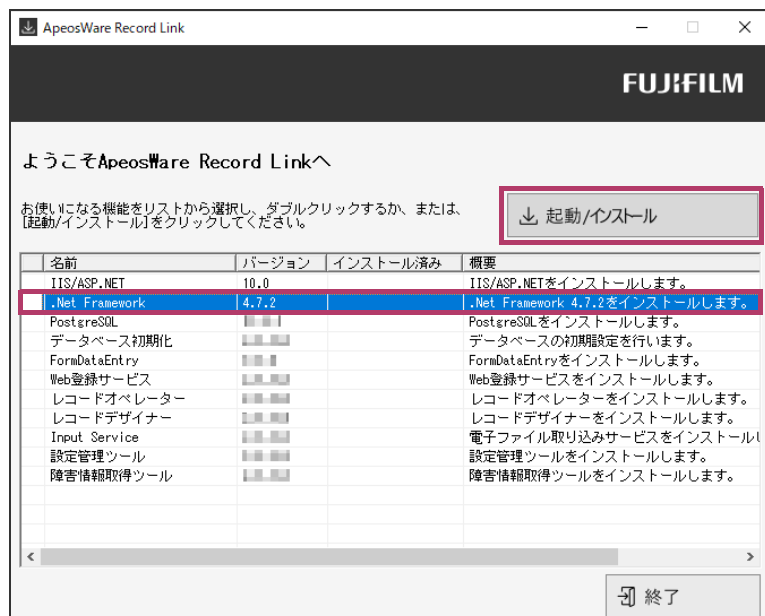 ApeosWare Record Link
FUJIFILM
ようこそApeosWare Record Linkへ
お使いになる機能をリストから選択し、ダブルクリックするか、または、
[起動/インストール]をクリックしてください。
起動/インストール
名前 バージョン インストール済み 概要
IIS/ASP.NET 10.0 IIS/ASP.NETをインストールします。
.Net Framework 4.7.2 .Net Framework 4.7.2をインストールします。
PostgreSQL PostgreSQLをインストールします。
データベース初期化 データベースの初期設定を行います。
FormDataEntry FormDataEntryをインストールします。
Web登録サービス Web登録サービスをインストールします。
レコードオペレーター レコードオペレーターをインストールします。
レコードデザイナー レコードデザイナーをインストールします。
Input Service 電子ファイル取り込みサービスをインストールし
設定管理ツール 設定管理ツールをインストールします。
障害情報取得ツール 障害情報取得ツールをインストールします。
終了